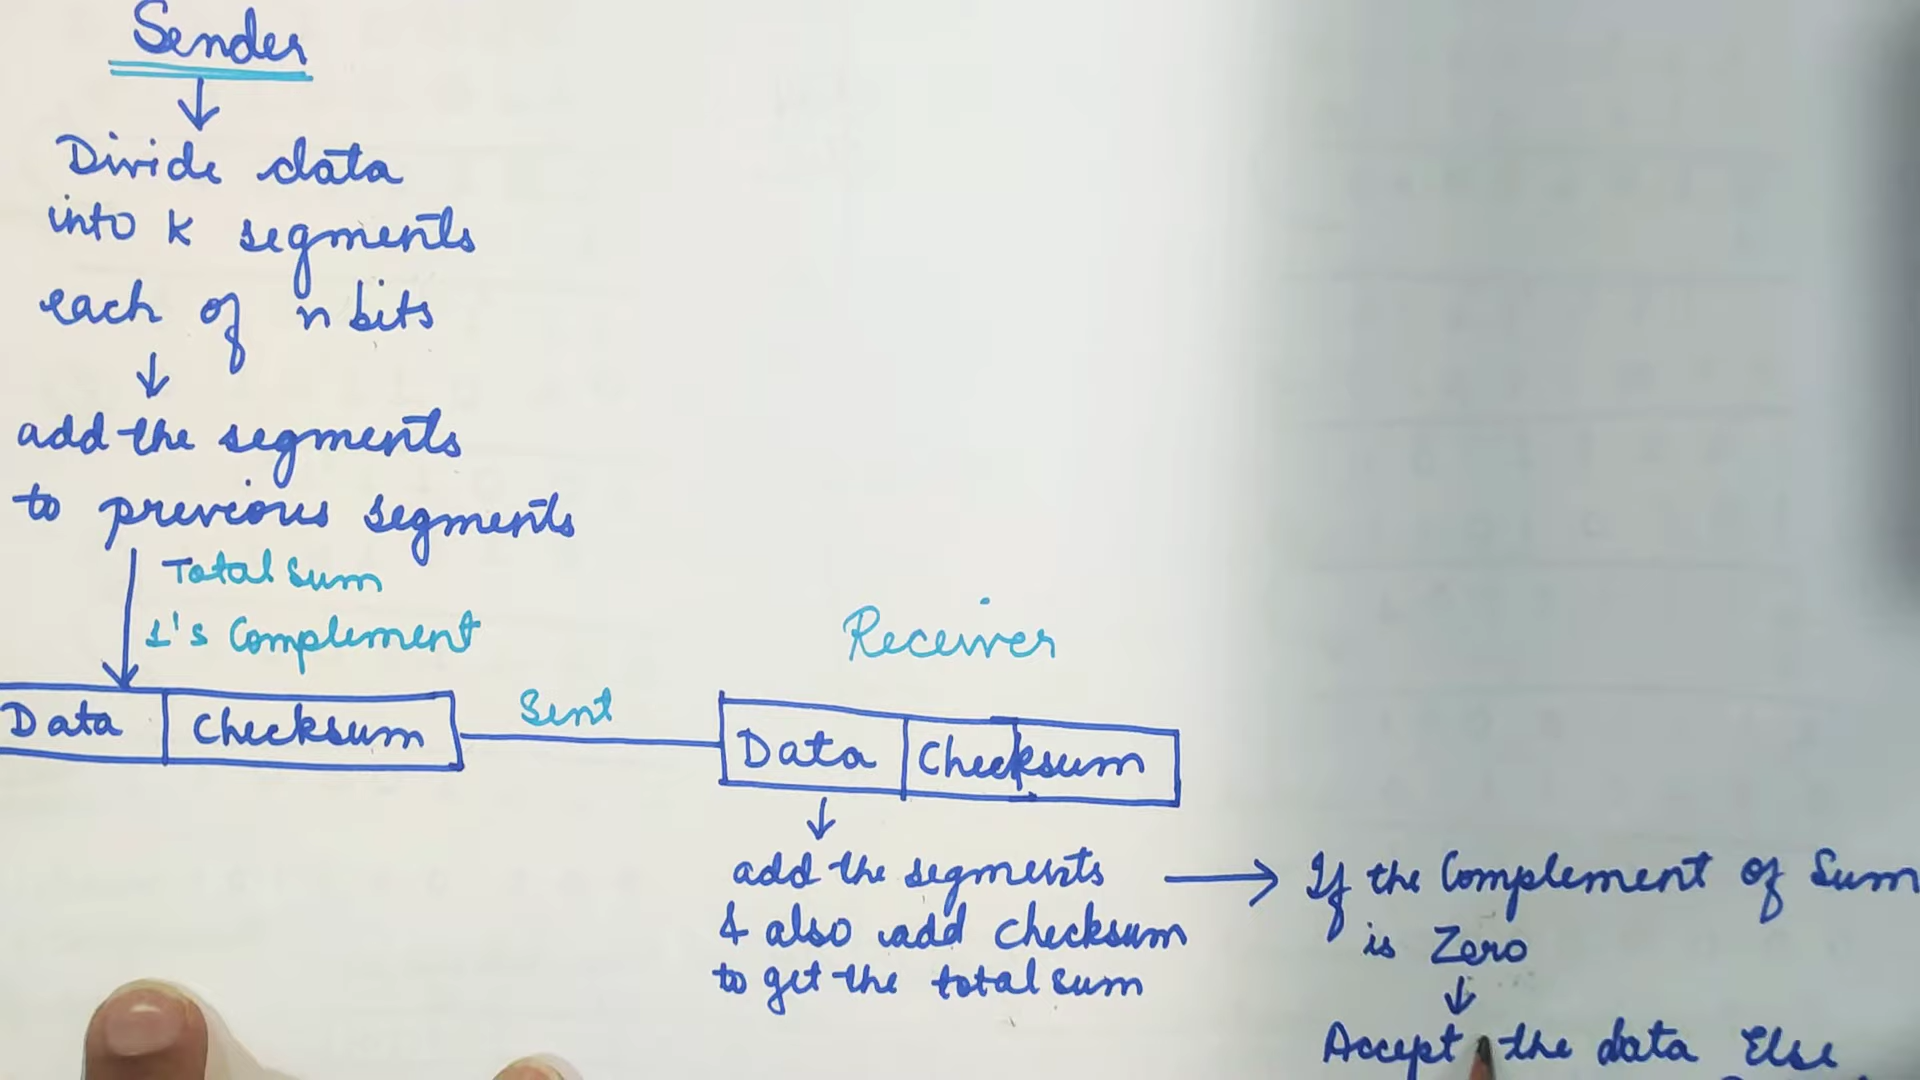 Sender
Divide data
into K segments
each of n bits
add the segments
to previous segments
Total Sum
1's Complement
Data Checksum
Sent
Receiver
Data Checksum
add the segments
& also add checksum
to get the total sum
If the Complement of Sum
is Zero
Accept the data Else